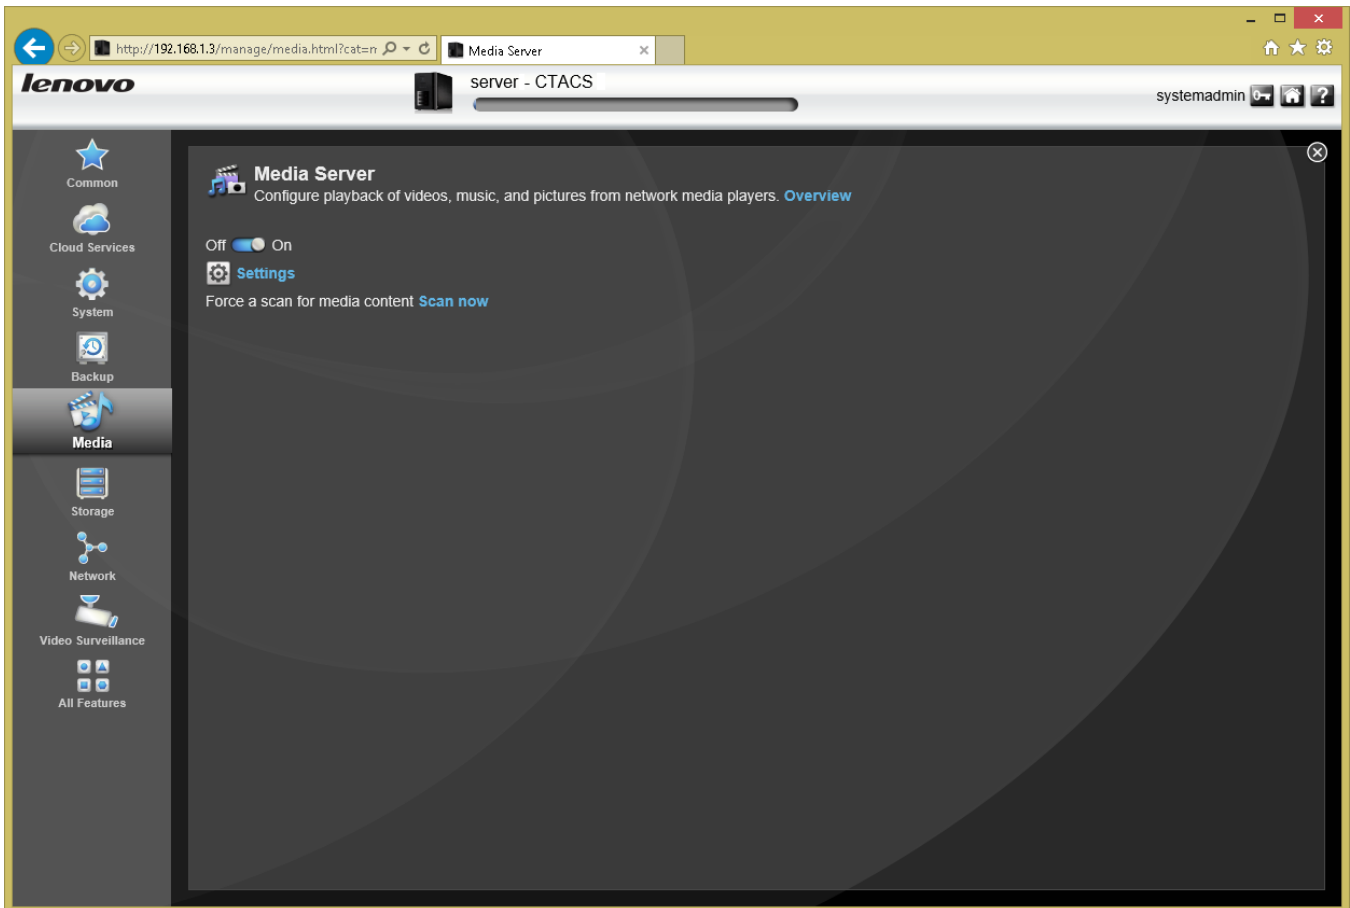 http://192.168.1.3/manage/media.html?cat=m
Media Server
lenovo
server - CTACS
systemadmin
Common
Cloud Services
System
Backup
Media
Storage
Network
Video Surveillance
All Features
Media Server
Configure playback of videos, music, and pictures from network media players. Overview
Off On
Settings
Force a scan for media content Scan now